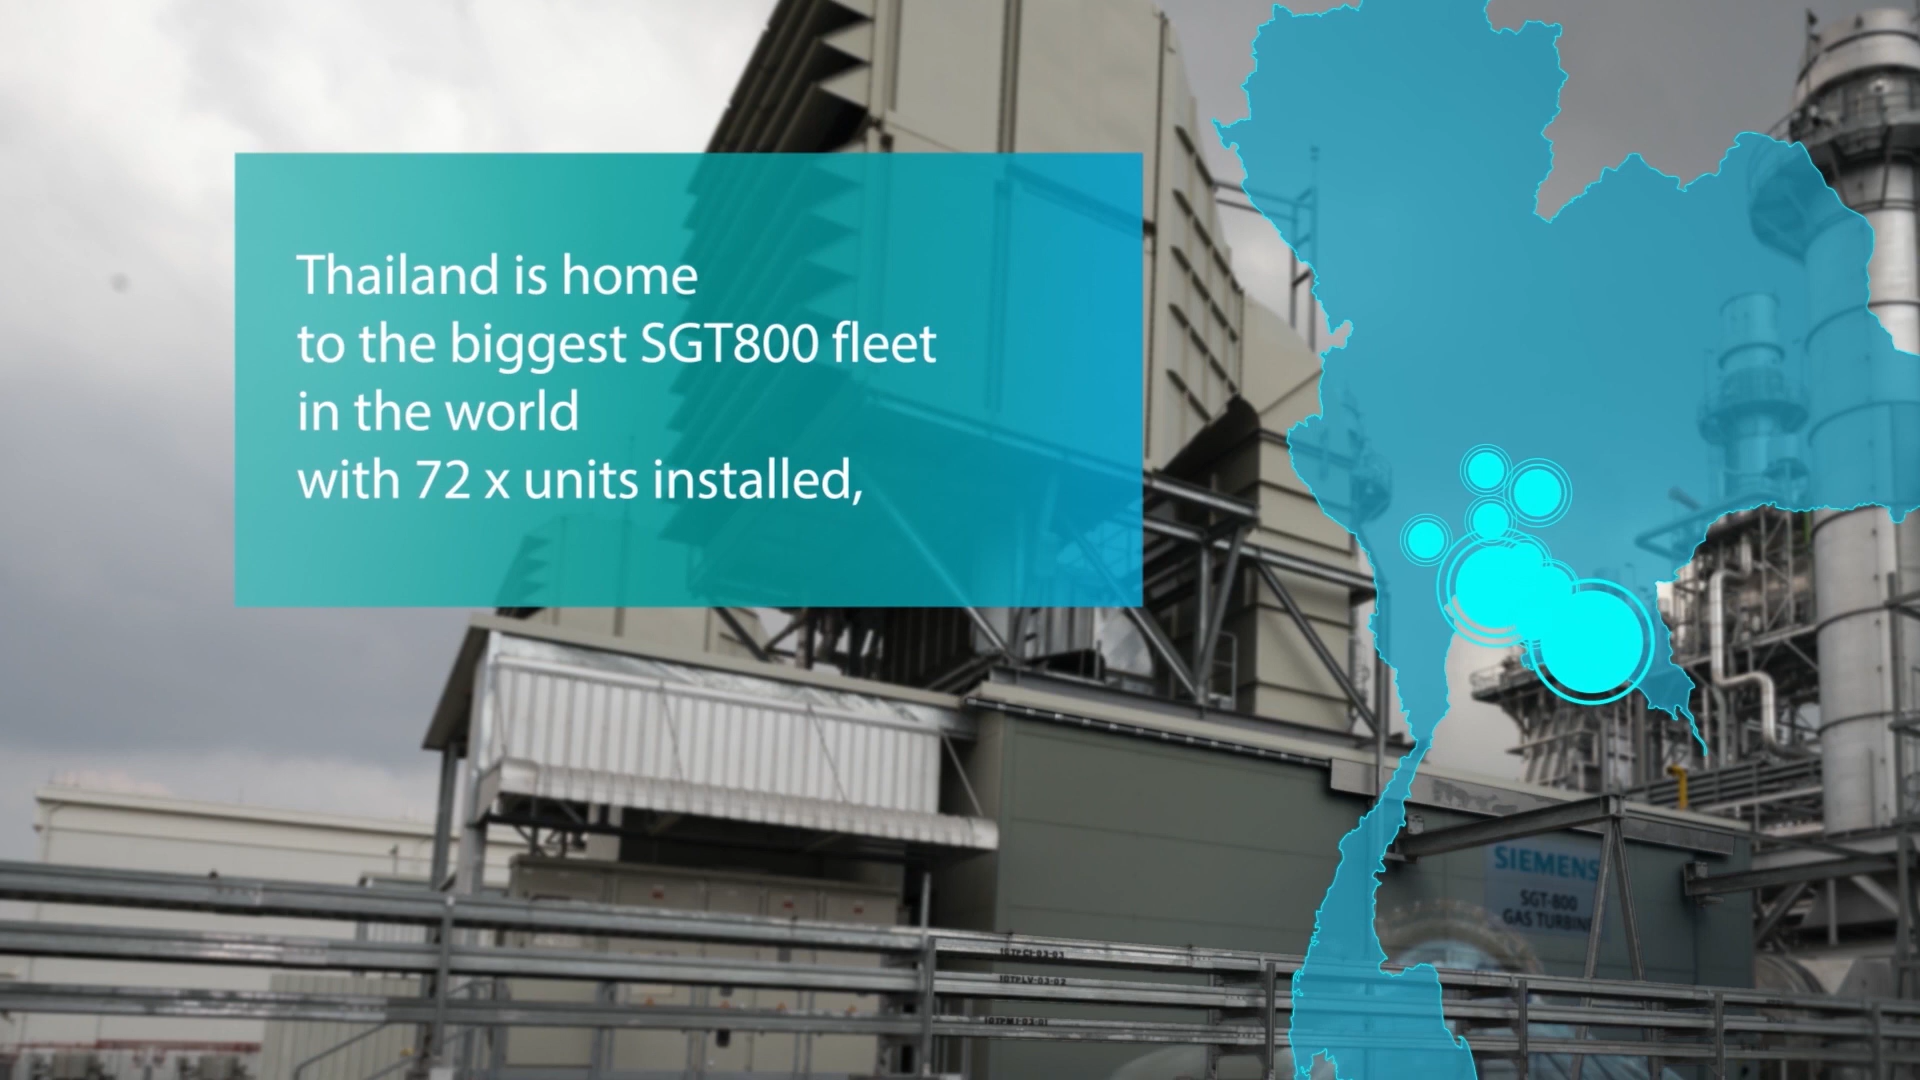 Thailand is home
to the biggest SGT800 fleet
in the world
with 72 x units installed,
SIEMENS
SGT-800
GAS TURBINE